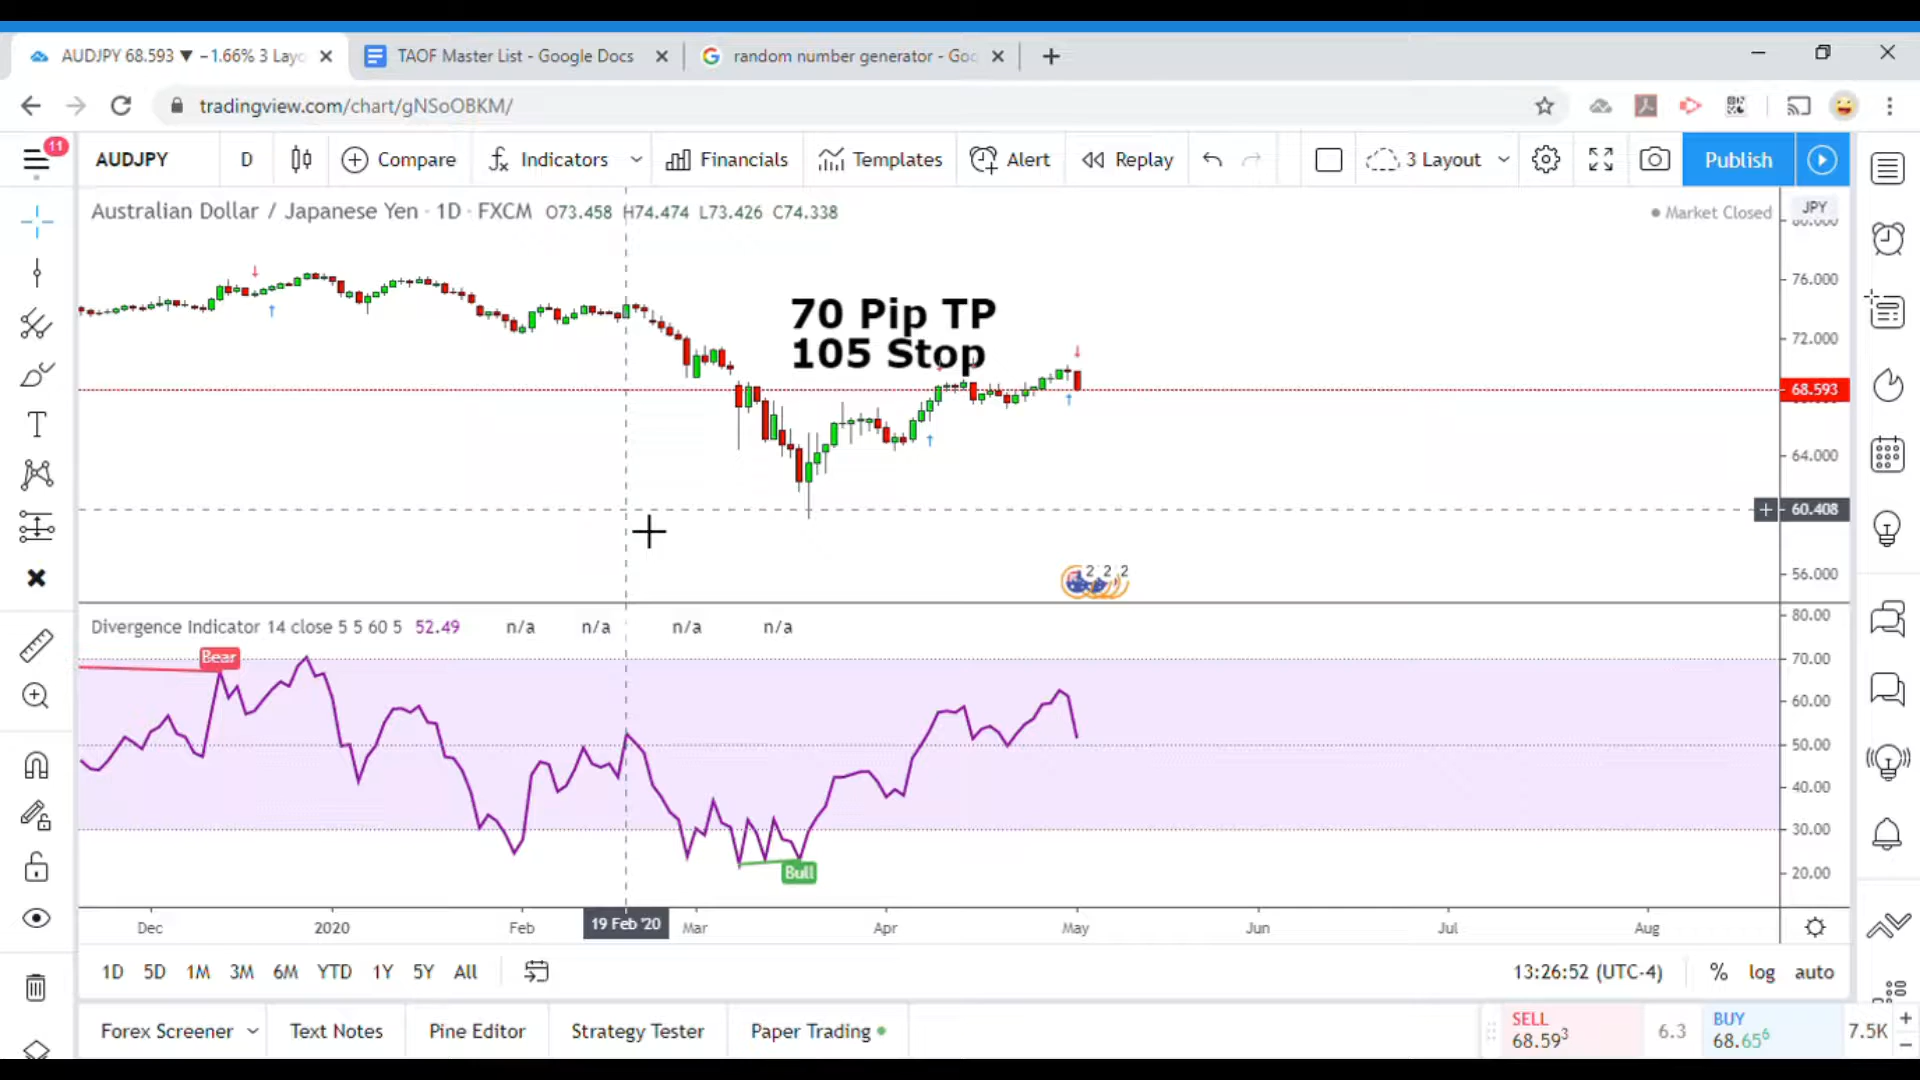 AUDJPY 68.593 ▼ −1.66% 3 Layo
TAOF Master List - Google Docs
random number generator - Goo
tradingview.com/chart/gNSoOBKM/
11
AUDJPY
D
Compare
Indicators
Financials
Templates
Alert
Replay
3 Layout
Publish
Australian Dollar / Japanese Yen · 1D · FXCM O73.458 H74.474 L73.426 C74.338
Market Closed
JPY
80.000
76.000
72.000
70 Pip TP
105 Stop
68.593
64.000
60.408
56.000
2 2 2
Divergence Indicator 14 close 5 5 60 5 52.49 n/a n/a n/a n/a
80.00
Bear
70.00
60.00
50.00
40.00
30.00
20.00
Bull
Dec 2020 Feb 19 Feb '20 Mar Apr May Jun Jul Aug
1D 5D 1M 3M 6M YTD 1Y 5Y All
13:26:52 (UTC-4) % log auto
Forex Screener Text Notes Pine Editor Strategy Tester Paper Trading
SELL
68.593
6.3
BUY
68.656
7.5K